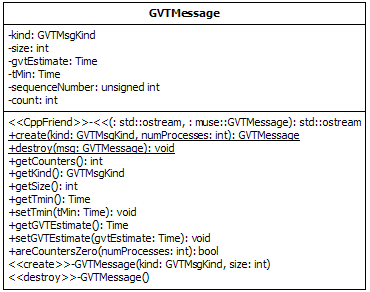 GVTMessage
-kind: GVTMsgKind
-size: int
-gvtEstimate: Time
-tMin: Time
-sequenceNumber: unsigned int
-count: int
<<CppFriend>>-<<(: std::ostream, : muse::GVTMessage): std::ostream
+create(kind: GVTMsgKind, numProcesses: int): GVTMessage
+destroy(msg: GVTMessage): void
+getCounters(): int
+getKind(): GVTMsgKind
+getSize(): int
+getTmin(): Time
+setTmin(tMin: Time): void
+getGVTEstimate(): Time
+setGVTEstimate(gvtEstimate: Time): void
+areCountersZero(numProcesses: int): bool
<<create>>-GVTMessage(kind: GVTMsgKind, size: int)
<<destroy>>-GVTMessage()